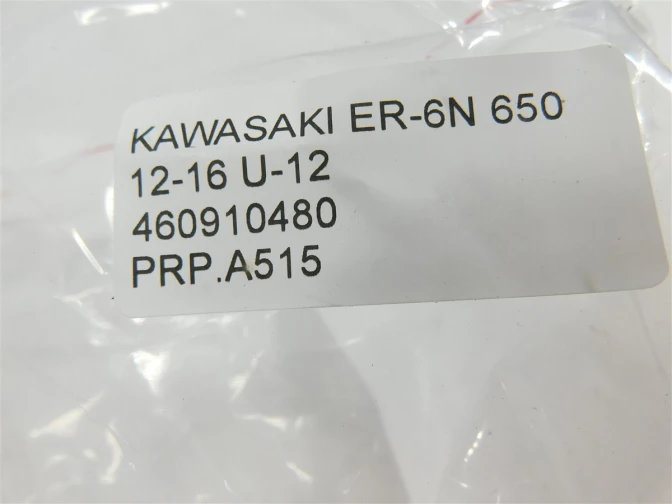 KAWASAKI ER-6N 650
12-16 U-12
460910480
PRP.A515